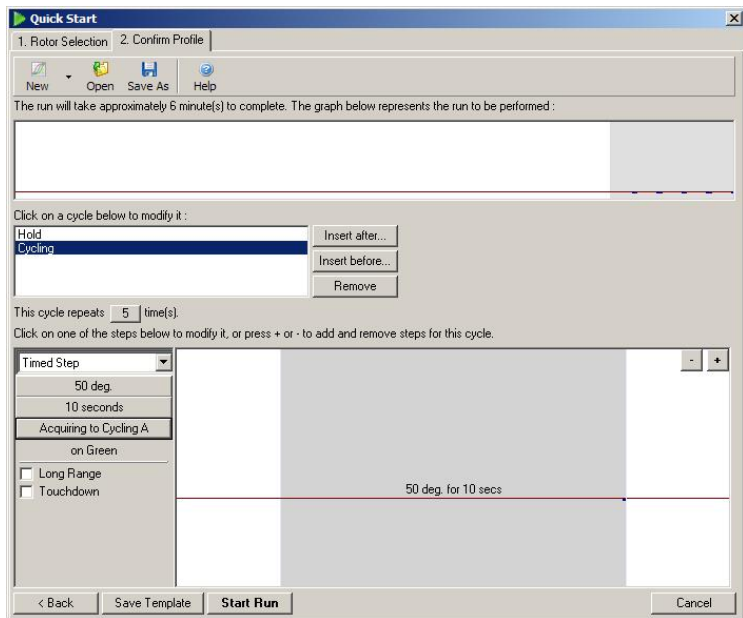 Quick Start
1. Rotor Selection 2. Confirm Profile
New Open Save As Help
The run will take approximately 6 minute(s) to complete. The graph below represents the run to be performed :
Click on a cycle below to modify it :
Hold
Cycling
Insert after...
Insert before...
Remove
This cycle repeats 5 time(s).
Click on one of the steps below to modify it, or press + or - to add and remove steps for this cycle.
Timed Step
- +
50 deg.
10 seconds
Acquiring to Cycling A
on Green
Long Range
Touchdown
50 deg. for 10 secs
< Back Save Template Start Run Cancel